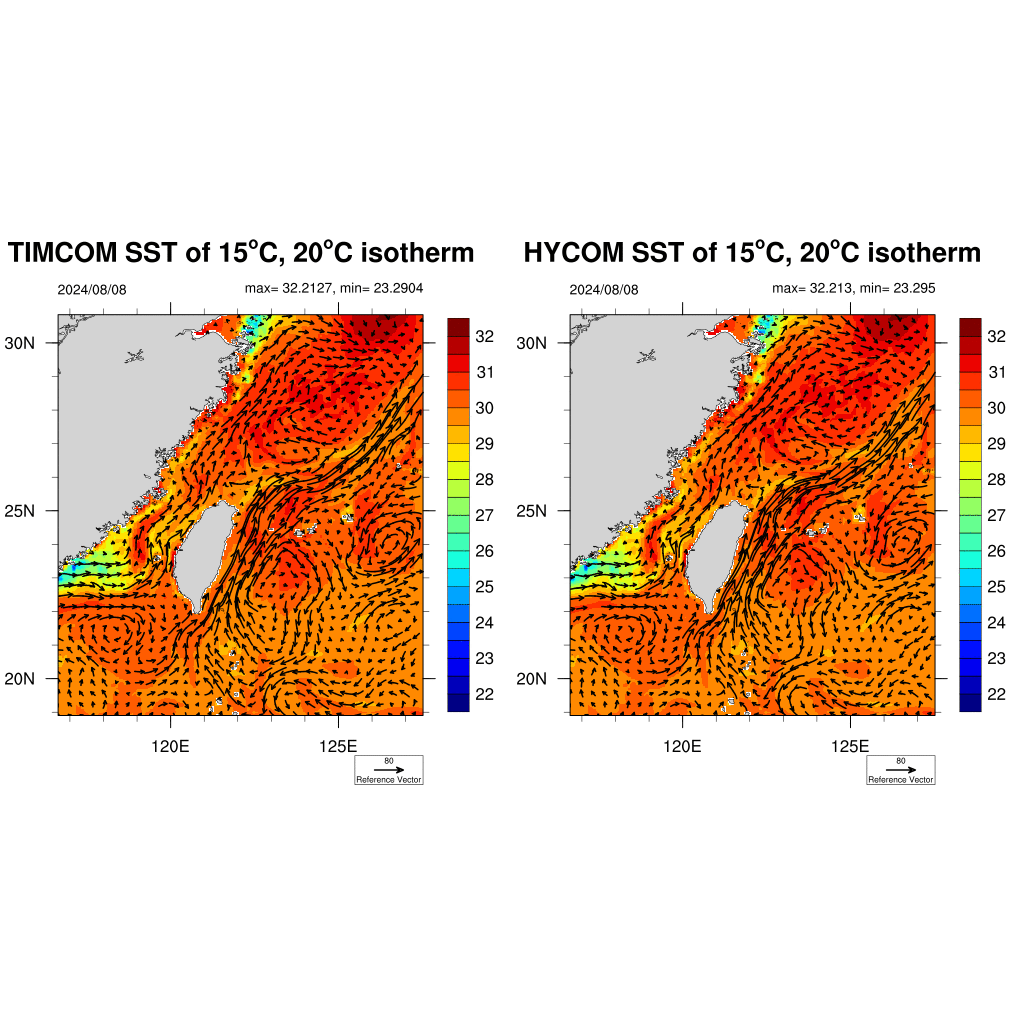 TIMCOM SST of 15°C, 20°C isotherm
2024/08/08
max= 32.2127, min= 23.2904
30N
25N
20N
120E
125E
32
31
30
29
28
27
26
25
24
23
22
80
Reference Vector
HYCOM SST of 15°C, 20°C isotherm
2024/08/08
max= 32.213, min= 23.295
30N
25N
20N
120E
125E
32
31
30
29
28
27
26
25
24
23
22
80
Reference Vector